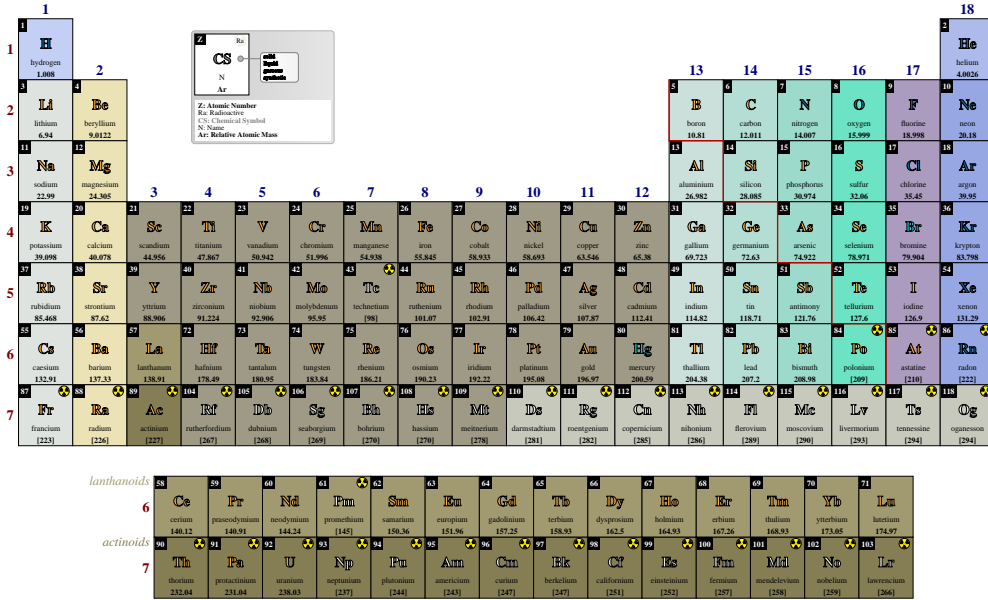 1 18
1 2
1 H He
hydrogen helium
1.008 2 4.0026
Z Ra
CS
N
Ar
solid
liquid
gaseous
synthetic
Z: Atomic Number
Ra: Radioactive
CS: Chemical Symbol
N: Name
Ar: Relative Atomic Mass
13 14 15 16 17
3 4 5 6 7 8 9 10
2 Li Be B C N O F Ne
lithium beryllium boron carbon nitrogen oxygen fluorine neon
6.94 9.0122 10.81 12.011 14.007 15.999 18.998 20.18
11 12 13 14 15 16 17 18
3 Na Mg Al Si P S Cl Ar
sodium magnesium aluminium silicon phosphorus sulfur chlorine argon
22.99 24.305 26.982 28.085 30.974 32.06 35.45 39.95
3 4 5 6 7 8 9 10 11 12
19 20 21 22 23 24 25 26 27 28 29 30 31 32 33 34 35 36
4 K Ca Sc Ti V Cr Mn Fe Co Ni Cu Zn Ga Ge As Se Br Kr
potassium calcium scandium titanium vanadium chromium manganese iron cobalt nickel copper zinc gallium germanium arsenic selenium bromine krypton
39.098 40.078 44.956 47.867 50.942 51.996 54.938 55.845 58.933 58.693 63.546 65.38 69.723 72.63 74.922 78.971 79.904 83.798
37 38 39 40 41 42 43 44 45 46 47 48 49 50 51 52 53 54
5 Rb Sr Y Zr Nb Mo Tc Ru Rh Pd Ag Cd In Sn Sb Te I Xe
rubidium strontium yttrium zirconium niobium molybdenum technetium ruthenium rhodium palladium silver cadmium indium tin antimony tellurium iodine xenon
85.468 87.62 88.906 91.224 92.906 95.95 [98] 101.07 102.91 106.42 107.87 112.41 114.82 118.71 121.76 127.6 126.9 131.29
55 56 57 72 73 74 75 76 77 78 79 80 81 82 83 84 85 86
6 Cs Ba La Hf Ta W Re Os Ir Pt Au Hg Tl Pb Bi Po At Rn
caesium barium lanthanum hafnium tantalum tungsten rhenium osmium iridium platinum gold mercury thallium lead bismuth polonium astatine radon
132.91 137.33 138.91 178.49 180.95 183.84 186.21 190.23 192.22 195.08 196.97 200.59 204.38 207.2 208.98 [209] [210] [222]
87 88 89 104 105 106 107 108 109 110 111 112 113 114 115 116 117 118
7 Fr Ra Ac Rf Db Sg Bh Hs Mt Ds Rg Cn Nh Fl Mc Lv Ts Og
francium radium actinium rutherfordium dubnium seaborgium bohrium hassium meitnerium darmstadtium roentgenium copernicium nihonium flerovium moscovium livermorium tennessine oganesson
[223] [226] [227] [267] [268] [269] [270] [270] [278] [281] [282] [285] [286] [289] [290] [293] [294] [294]
lanthanoids 58 59 60 61 62 63 64 65 66 67 68 69 70 71
6 Ce Pr Nd Pm Sm Eu Gd Tb Dy Ho Er Tm Yb Lu
cerium praseodymium neodymium promethium samarium europium gadolinium terbium dysprosium holmium erbium thulium ytterbium lutetium
140.12 140.91 144.24 [145] 150.36 151.96 157.25 158.93 162.5 164.93 167.26 168.93 173.05 174.97
actinoids 90 91 92 93 94 95 96 97 98 99 100 101 102 103
7 Th Pa U Np Pu Am Cm Bk Cf Es Fm Md No Lr
thorium protactinium uranium neptunium plutonium americium curium berkelium californium einsteinium fermium mendelevium nobelium lawrencium
232.04 231.04 238.03 [237] [244] [243] [247] [247] [251] [252] [257] [258] [259] [266]